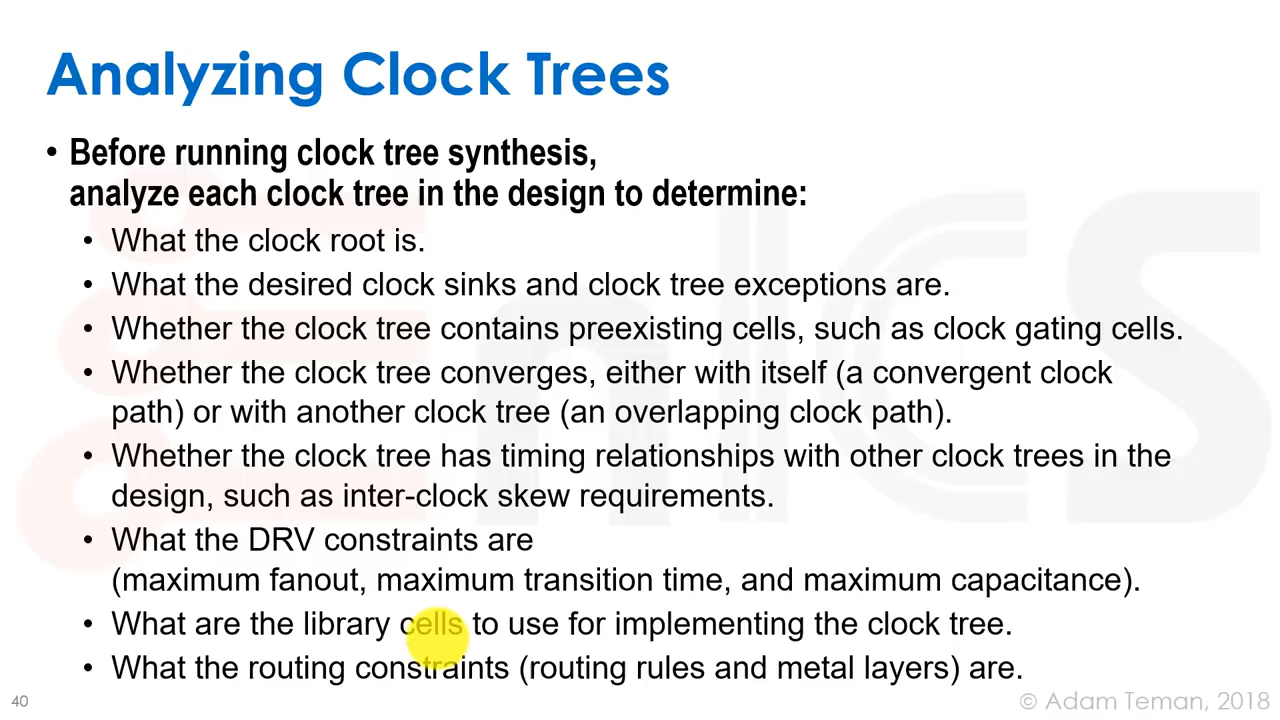 Analyzing Clock Trees
• Before running clock tree synthesis,
analyze each clock tree in the design to determine:
• What the clock root is.
• What the desired clock sinks and clock tree exceptions are.
• Whether the clock tree contains preexisting cells, such as clock gating cells.
• Whether the clock tree converges, either with itself (a convergent clock
path) or with another clock tree (an overlapping clock path).
• Whether the clock tree has timing relationships with other clock trees in the
design, such as inter-clock skew requirements.
• What the DRV constraints are
(maximum fanout, maximum transition time, and maximum capacitance).
• What are the library cells to use for implementing the clock tree.
• What the routing constraints (routing rules and metal layers) are.
40
© Adam Teman, 2018
EnICS